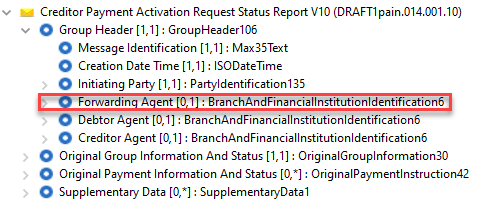 Creditor Payment Activation Request Status Report V10 (DRAFT1pain.014.001.10)
Group Header [1,1] : GroupHeader106
Message Identification [1,1] : Max35Text
Creation Date Time [1,1] : ISODateTime
Initiating Party [1,1] : PartyIdentification135
Forwarding Agent [0,1] : BranchAndFinancialInstitutionIdentification6
Debtor Agent [0,1] : BranchAndFinancialInstitutionIdentification6
Creditor Agent [0,1] : BranchAndFinancialInstitutionIdentification6
Original Group Information And Status [1,1] : OriginalGroupInformation30
Original Payment Information And Status [0,*] : OriginalPaymentInstruction42
Supplementary Data [0,*] : SupplementaryData1